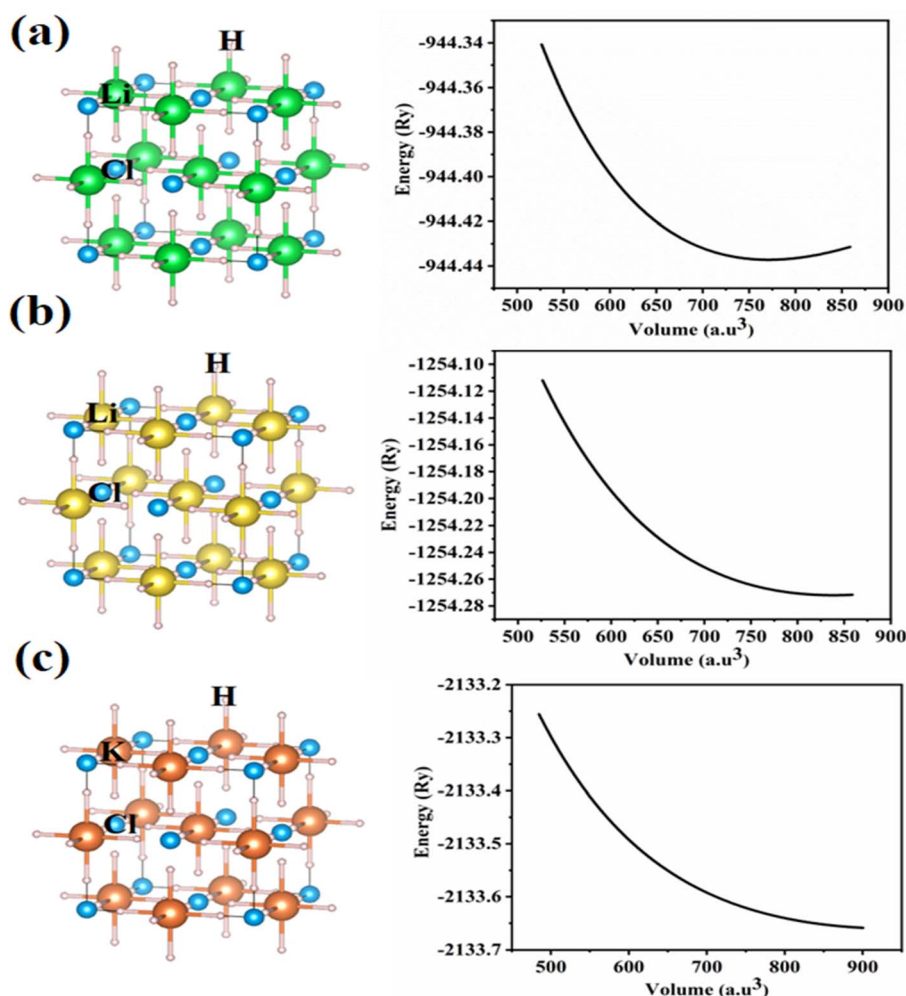 (a)
H
Li
Cl
Energy (Ry)
-944.34
-944.36
-944.38
-944.40
-944.42
-944.44
500 550 600 650 700 750 800 850 900
Volume (a.u³)
(b)
H
Li
Cl
Energy (Ry)
-1254.10
-1254.12
-1254.14
-1254.16
-1254.18
-1254.20
-1254.22
-1254.24
-1254.26
-1254.28
500 550 600 650 700 750 800 850 900
Volume (a.u³)
(c)
H
K
Cl
Energy (Ry)
-2133.2
-2133.3
-2133.4
-2133.5
-2133.6
-2133.7
500 600 700 800 900
Volume (a.u³)